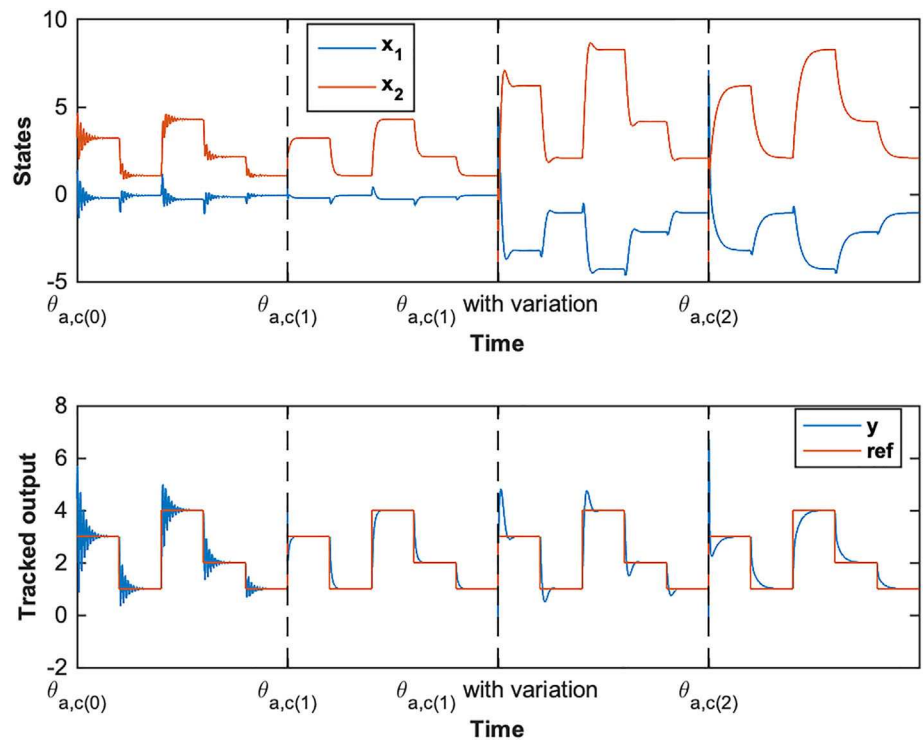 10
5
0
-5
States
x1
x2
θa,c(0) θa,c(1) θa,c(1) with variation θa,c(2)
Time
8
6
4
2
0
-2
Tracked output
y
ref
θa,c(0) θa,c(1) θa,c(1) with variation θa,c(2)
Time